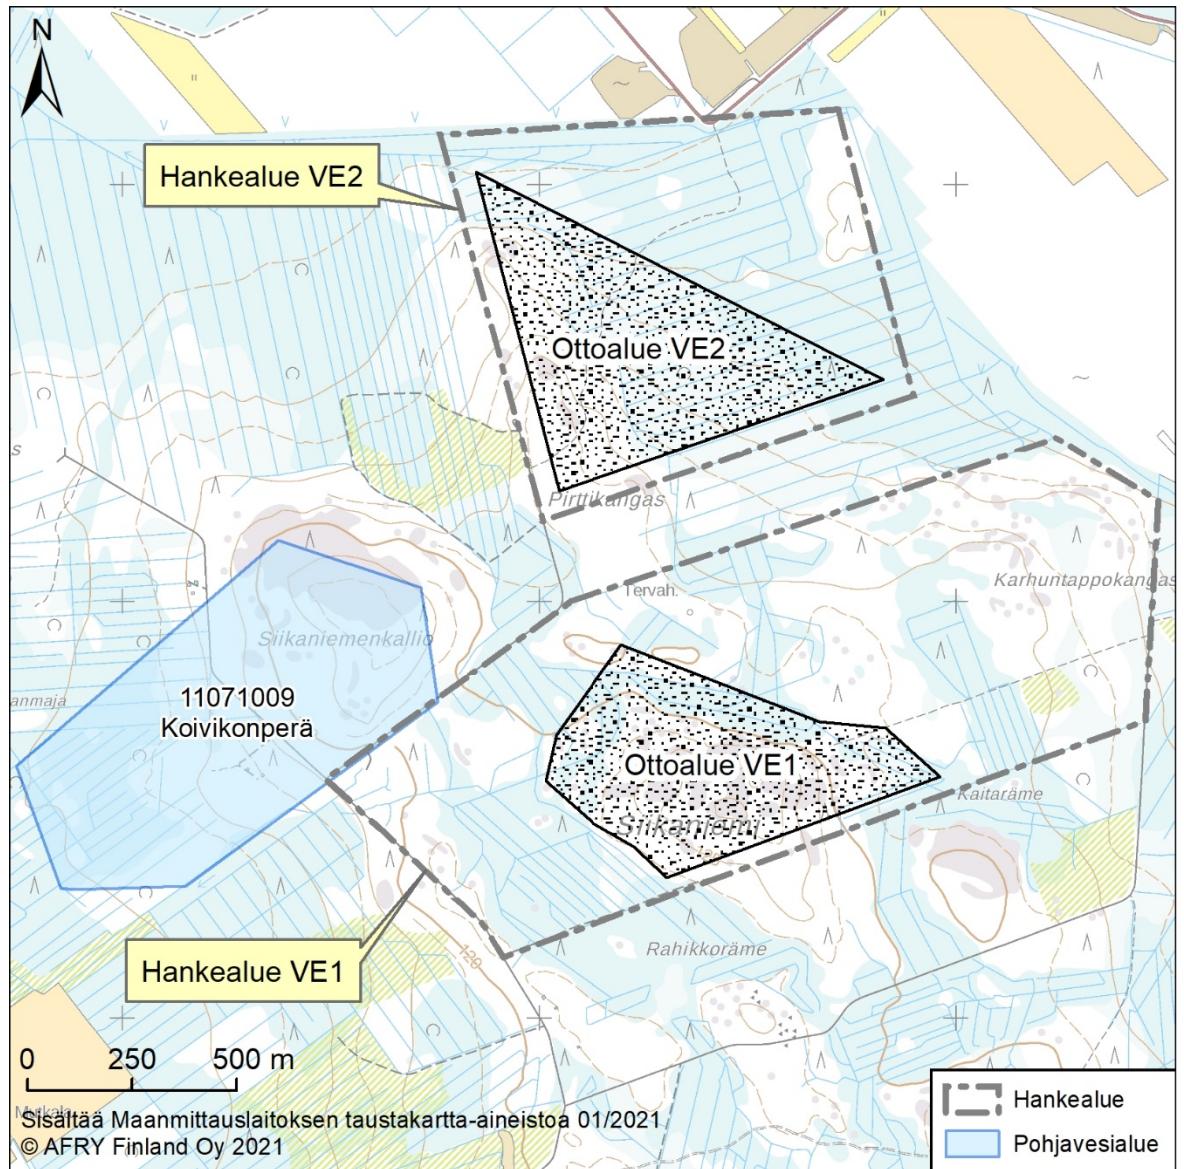 N
Hankealue VE2
Ottoalue VE2
Pirttikangas
Tervah.
Karhuntappokangas
Siikaniemenkallio
11071009
Koivikonperä
Ottoalue VE1
Siikaniemi
Kaitaräme
Rahikkoräme
Hankealue VE1
120
0 250 500 m
Sisältää Maanmittauslaitoksen taustakartta-aineistoa 01/2021
© AFRY Finland Oy 2021
Hankealue
Pohjavesialue